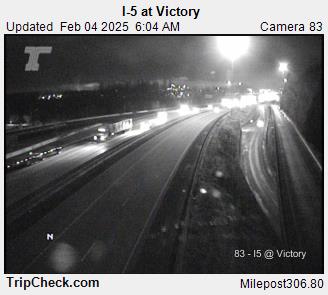 I-5 at Victory
Updated  Feb 04 2025  6:04 AM
Camera 83
T
N
83 - I5 @ Victory
TripCheck.com
Milepost306.80